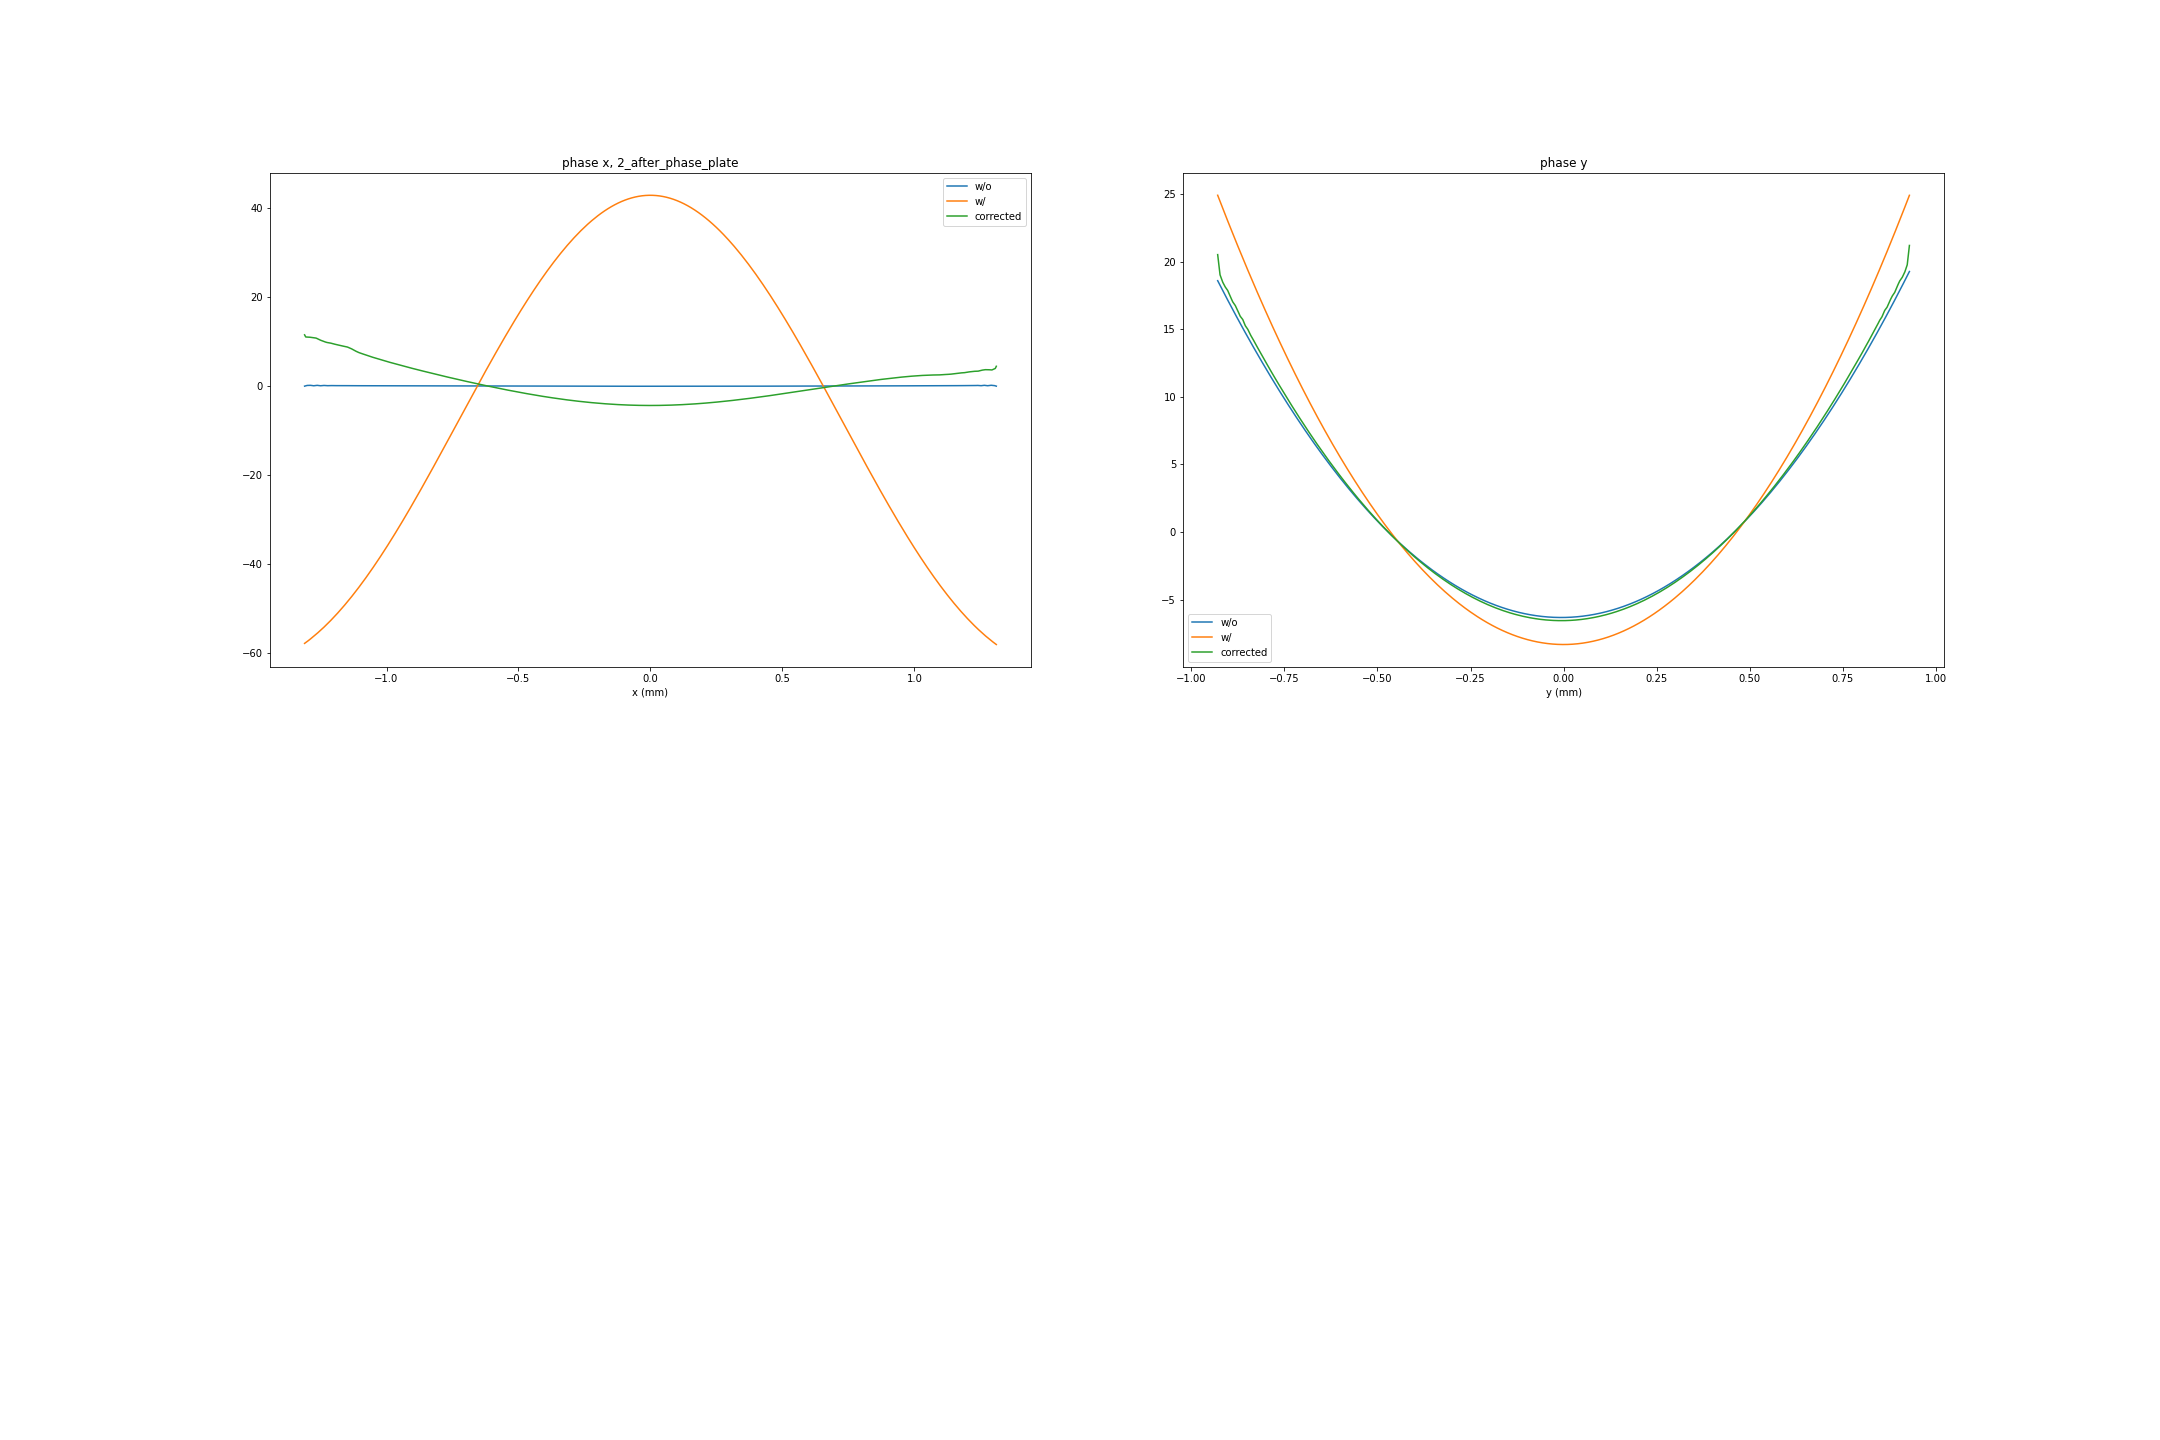 phase x, 2_after_phase_plate
w/o
w/
corrected
40
20
0
−20
−40
−60
−1.0 −0.5 0.0 0.5 1.0
x (mm)
phase y
25
20
15
10
5
0
−5
w/o
w/
corrected
−1.00 −0.75 −0.50 −0.25 0.00 0.25 0.50 0.75 1.00
y (mm)